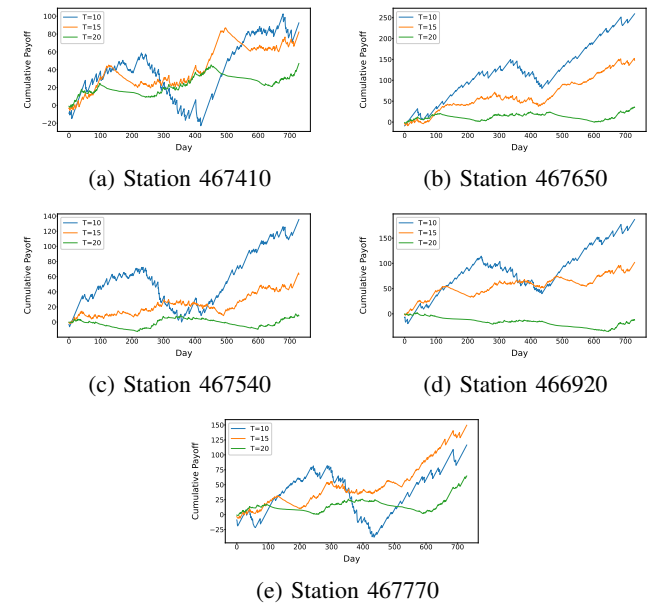 Cumulative Payoff
100
80
60
40
20
0
−20
T=10
T=15
T=20
0 100 200 300 400 500 600 700
Day
(a) Station 467410
Cumulative Payoff
250
200
150
100
50
0
T=10
T=15
T=20
0 100 200 300 400 500 600 700
Day
(b) Station 467650
Cumulative Payoff
140
120
100
80
60
40
20
0
T=10
T=15
T=20
0 100 200 300 400 500 600 700
Day
(c) Station 467540
Cumulative Payoff
150
100
50
0
T=10
T=15
T=20
0 100 200 300 400 500 600 700
Day
(d) Station 466920
Cumulative Payoff
150
125
100
75
50
25
0
−25
T=10
T=15
T=20
0 100 200 300 400 500 600 700
Day
(e) Station 467770